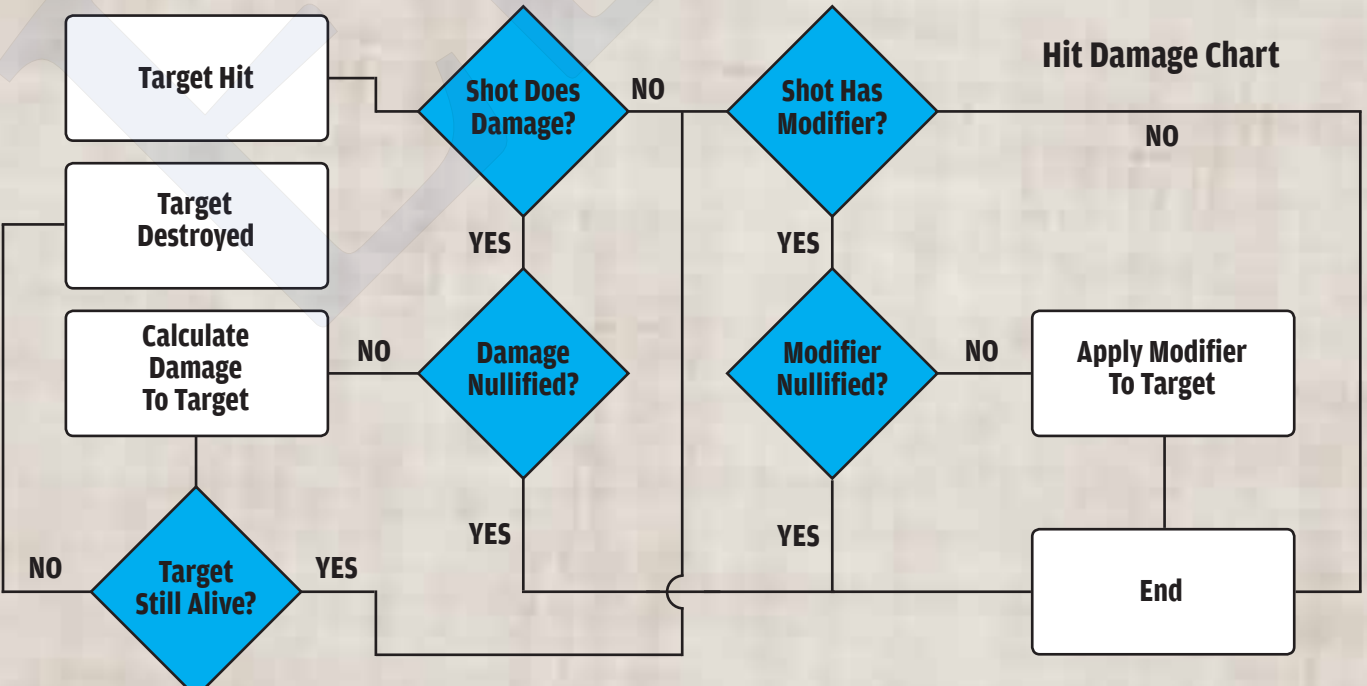 Hit Damage Chart
Target Hit
Shot Does
Damage?
NO
Shot Has
Modifier?
NO
Target
Destroyed
YES
YES
Calculate
Damage
To Target
NO
Damage
Nullified?
Modifier
Nullified?
NO
Apply Modifier
To Target
YES
YES
NO
Target
Still Alive?
YES
End